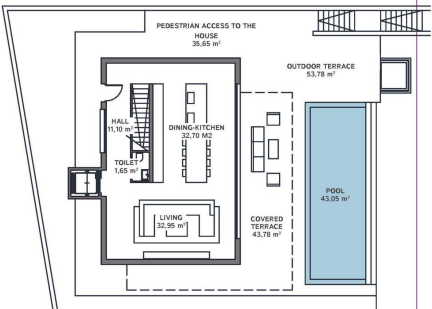 PEDESTRIAN ACCESS TO THE
HOUSE
35,65 m²
OUTDOOR TERRACE
53,78 m²
HALL
11,10 m²
DINING-KITCHEN
32,70 M2
TOILET
1,65 m²
POOL
43,05 m²
LIVING
32,95 m²
COVERED
TERRACE
43,78 m²